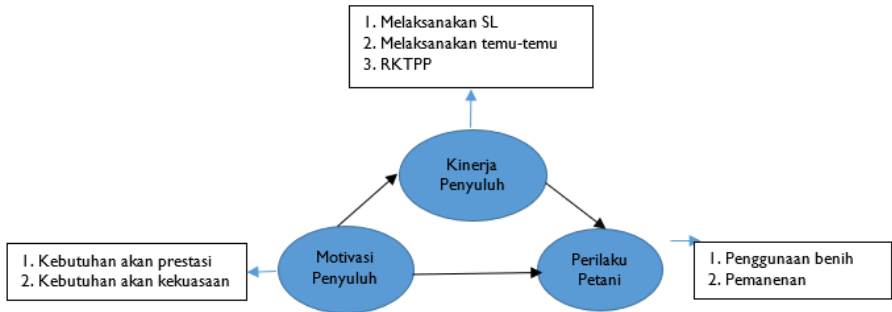 1. Melaksanakan SL
2. Melaksanakan temu-temu
3. RKTPP
Kinerja
Penyuluh
1. Kebutuhan akan prestasi
2. Kebutuhan akan kekuasaan
Motivasi
Penyuluh
Perilaku
Petani
1. Penggunaan benih
2. Pemanenan